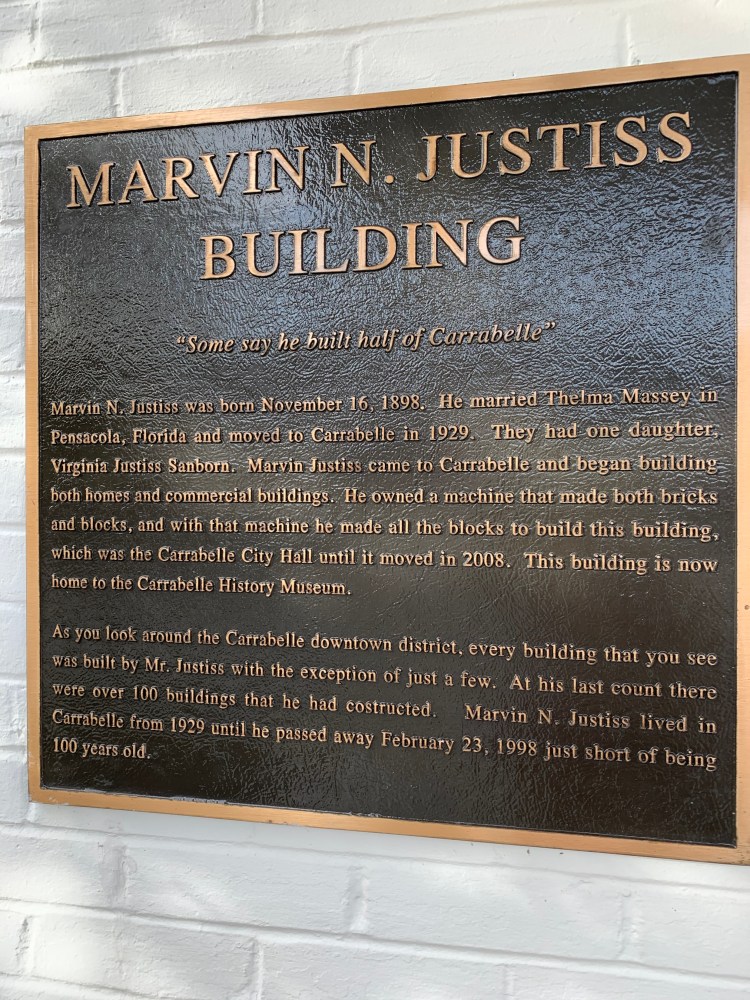 MARVIN N. JUSTISS
BUILDING
“Some say he built half of Carrabelle”
Marvin N. Justiss was born November 16, 1898. He married Thelma Massey in
Pensacola, Florida and moved to Carrabelle in 1929. They had one daughter,
Virginia Justiss Sanborn. Marvin Justiss came to Carrabelle and began building
both homes and commercial buildings. He owned a machine that made both bricks
and blocks, and with that machine he made all the blocks to build this building,
which was the Carrabelle City Hall until it moved in 2008. This building is now
home to the Carrabelle History Museum.
As you look around the Carrabelle downtown district, every building that you see
was built by Mr. Justiss with the exception of just a few. At his last count there
were over 100 buildings that he had costructed. Marvin N. Justiss lived in
Carrabelle from 1929 until he passed away February 23, 1998 just short of being
100 years old.